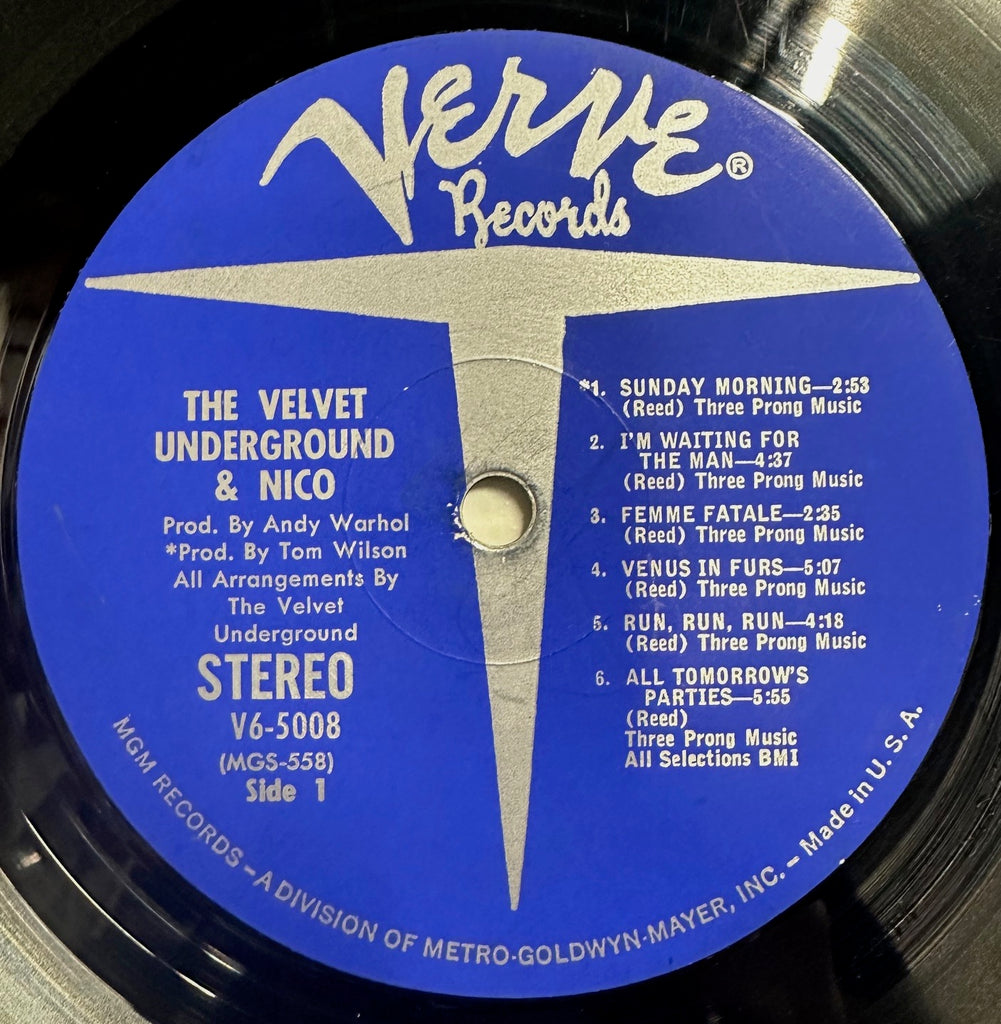 Verve ®
Records
THE VELVET
UNDERGROUND
& NICO
Prod. By Andy Warhol
*Prod. By Tom Wilson
All Arrangements By
The Velvet
Underground
STEREO
V6-5008
(MGS-558)
Side 1
*1. SUNDAY MORNING—2:53
(Reed) Three Prong Music
2. I'M WAITING FOR
THE MAN—4:37
(Reed) Three Prong Music
3. FEMME FATALE—2:35
(Reed) Three Prong Music
4. VENUS IN FURS—5:07
(Reed) Three Prong Music
5. RUN, RUN, RUN—4:18
(Reed) Three Prong Music
6. ALL TOMORROW'S
PARTIES—5:55
(Reed)
Three Prong Music
All Selections BMI
MGM RECORDS – A DIVISION OF METRO-GOLDWYN-MAYER, INC. – Made in U. S. A.